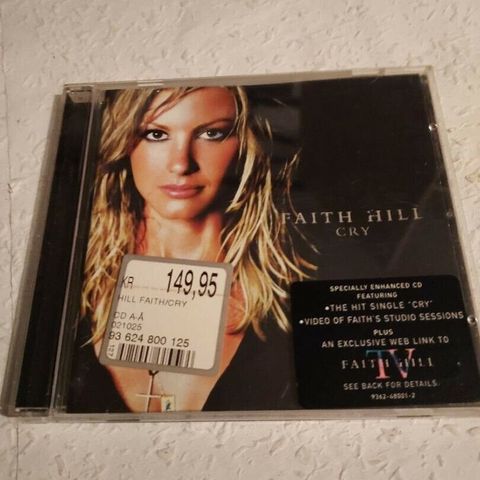 FAITH HILL
CRY
KR 149,95
HILL FAITH/CRY
CD A-Å
021025
93 624 800 125
SPECIALLY ENHANCED CD
FEATURING
•THE HIT SINGLE "CRY"
•VIDEO OF FAITH'S STUDIO SESSIONS
PLUS
AN EXCLUSIVE WEB LINK TO
FAITH HILL
TV
SEE BACK FOR DETAILS.
9362-48001-2